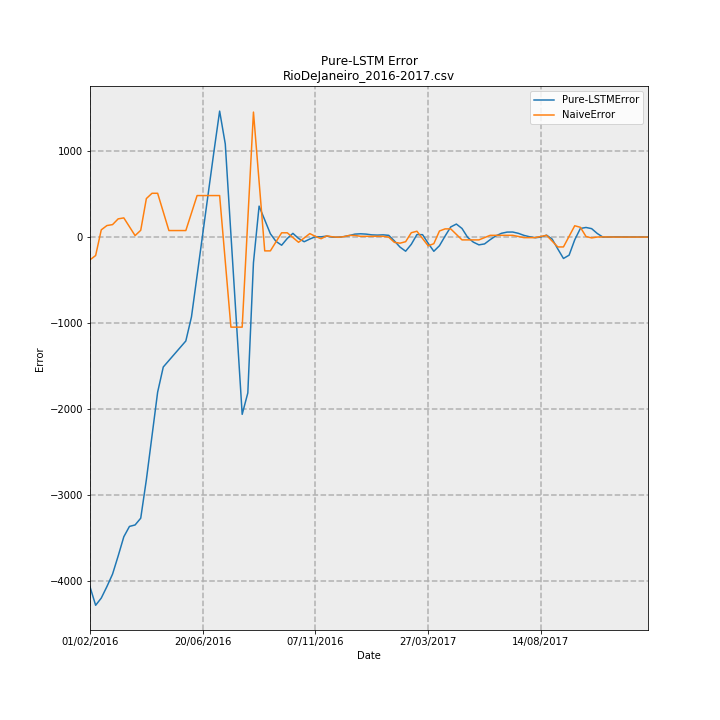 Pure-LSTM Error
RioDeJaneiro_2016-2017.csv
Pure-LSTMError
NaiveError
1000
0
−1000
−2000
−3000
−4000
Error
01/02/2016
20/06/2016
07/11/2016
27/03/2017
14/08/2017
Date